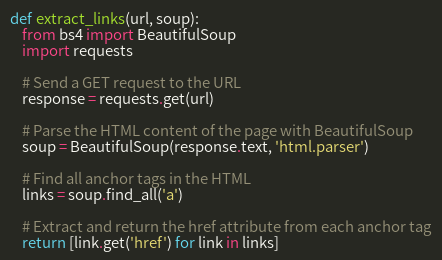 def extract_links(url, soup):
from bs4 import BeautifulSoup
import requests
# Send a GET request to the URL
response = requests.get(url)
# Parse the HTML content of the page with BeautifulSoup
soup = BeautifulSoup(response.text, 'html.parser')
# Find all anchor tags in the HTML
links = soup.find_all('a')
# Extract and return the href attribute from each anchor tag
return [link.get('href') for link in links]